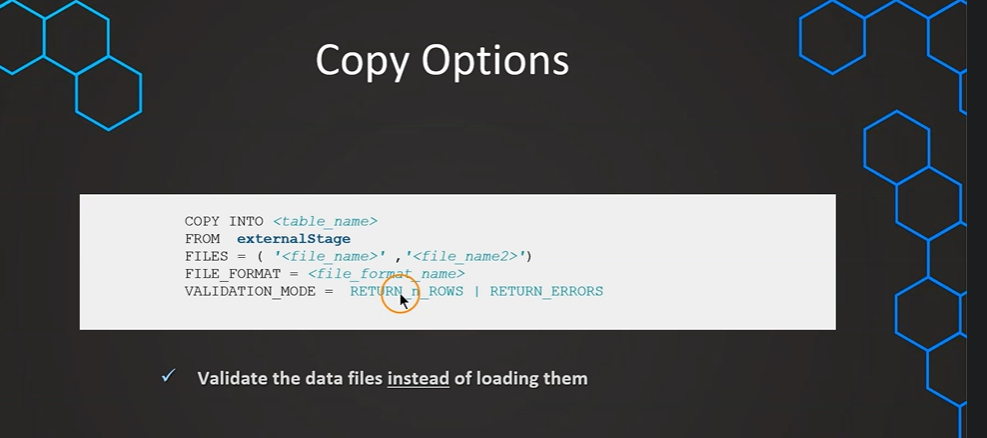 Copy Options
COPY INTO <table_name>
FROM externalStage
FILES = ( '<file_name>' ,'<file_name2>')
FILE_FORMAT = <file_format_name>
VALIDATION_MODE = RETURN_n_ROWS | RETURN_ERRORS
✓ Validate the data files instead of loading them